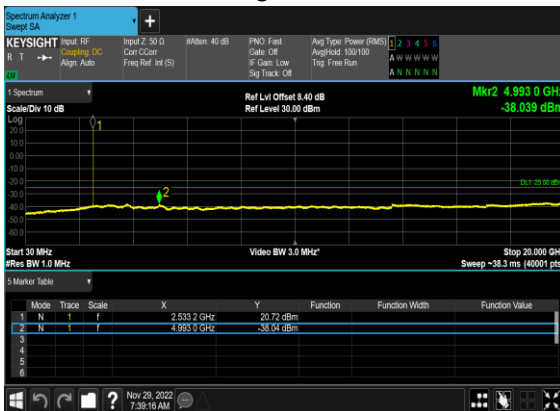 Spectrum Analyzer 1
Swept SA
+
KEYSIGHT
R T
LV
Input: RF
Coupling: DC
Align: Auto
Input Z: 50 Ω
Corr CCorr
Freq Ref: Int (S)
#Atten: 40 dB
PNO: Fast
Gate: Off
IF Gain: Low
Sig Track: Off
Avg Type: Power (RMS)
Avg|Hold: 100/100
Trig: Free Run
1 2 3 4 5 6
A W W W W W
A N N N N N
1 Spectrum
Scale/Div 10 dB
Ref Lvl Offset 8.40 dB
Ref Level 30.00 dBm
Mkr2 4.993 0 GHz
-38.039 dBm
Log
20.0
10.0
0.00
-10.0
-20.0
-30.0
-40.0
-50.0
-60.0
1
2
DL1 -25.00 dBm
Start 30 MHz
#Res BW 1.0 MHz
Video BW 3.0 MHz*
Stop 20.000 GHz
Sweep ~38.3 ms (40001 pts)
5 Marker Table
Mode Trace Scale X Y Function Function Width Function Value
1 N 1 f 2.533 2 GHz 20.72 dBm
2 N 1 f 4.993 0 GHz -38.04 dBm
3
4
5
6
?
Nov 29, 2022
7:39:16 AM